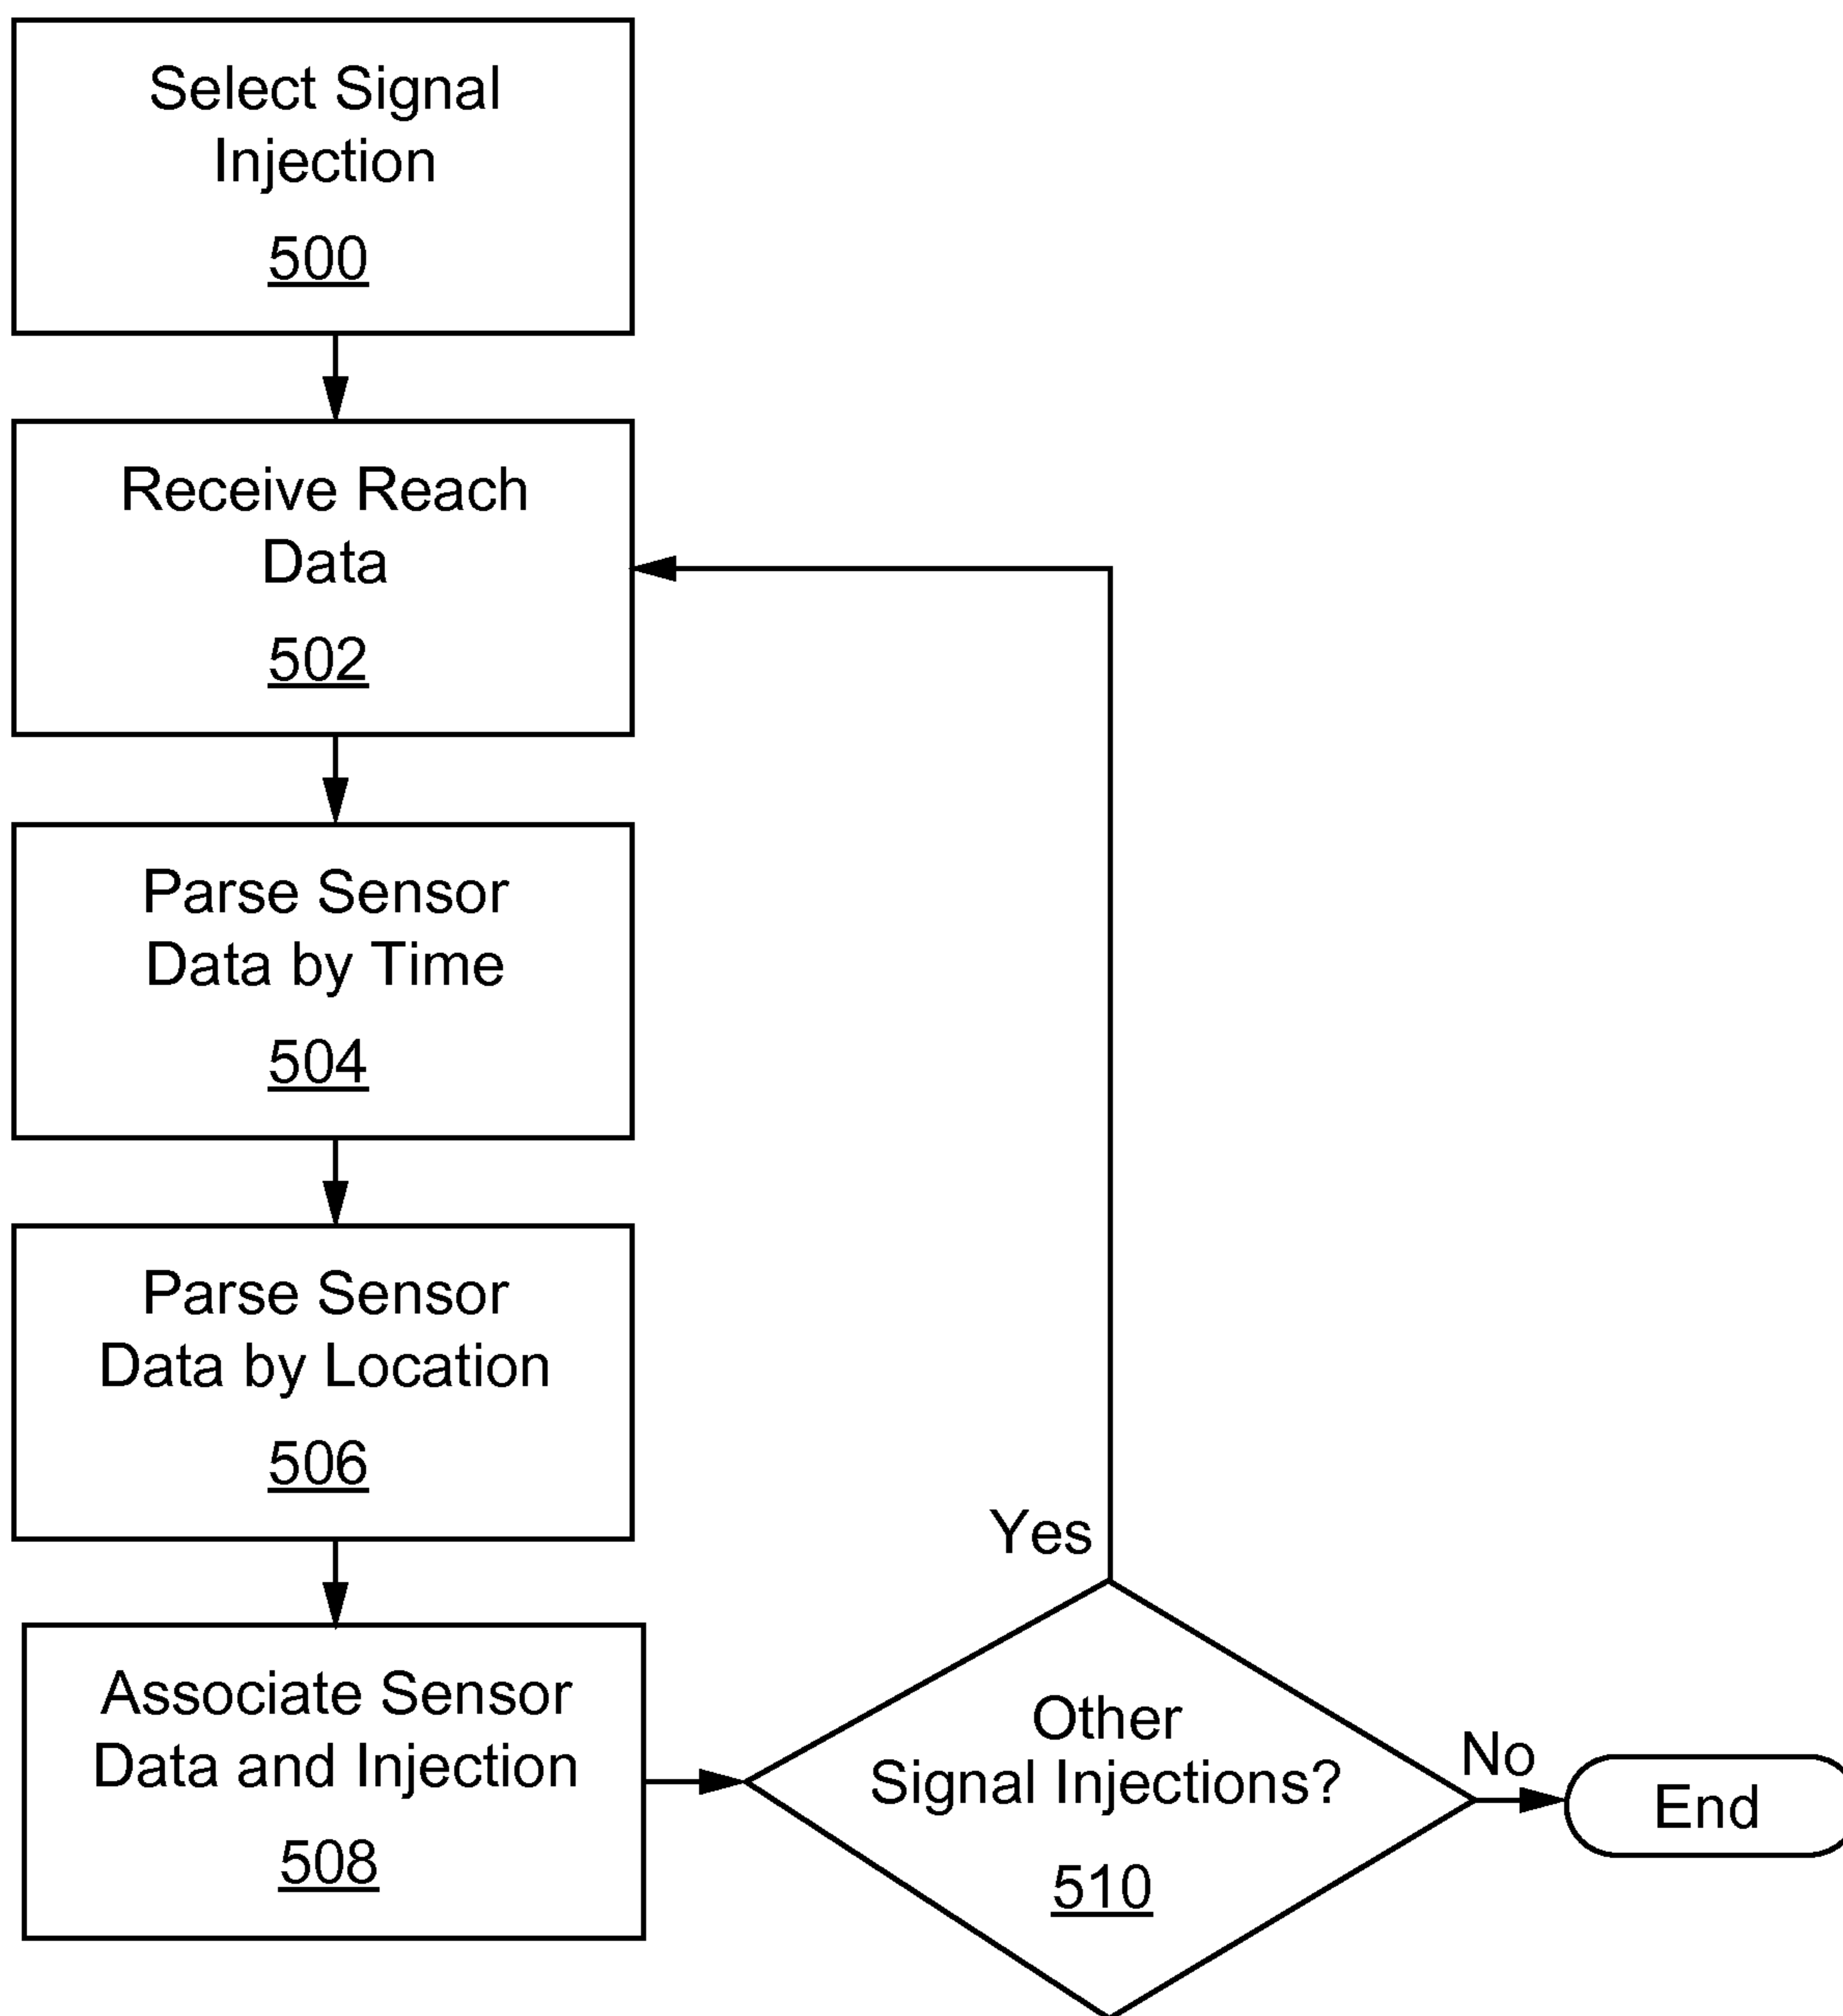 Select Signal
Injection
500
Receive Reach
Data
502
Parse Sensor
Data by Time
504
Parse Sensor
Data by Location
506
Associate Sensor
Data and Injection
508
Yes
Other
Signal Injections?
510
No
End